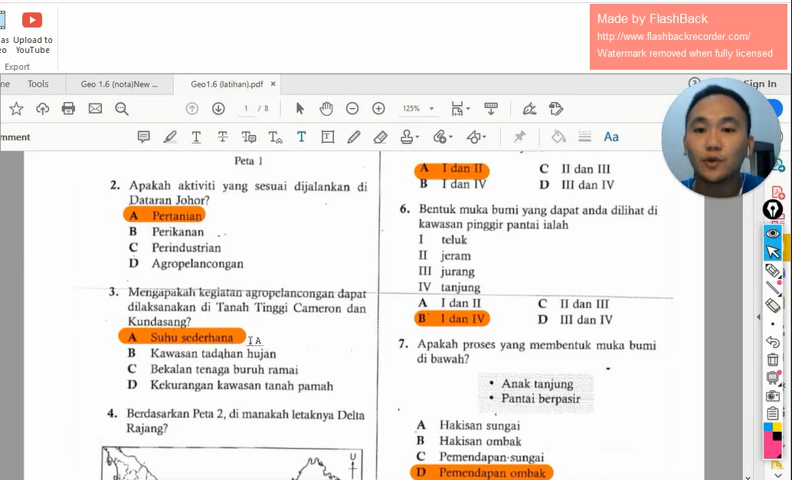 Made by FlashBack
http://www.flashbackrecorder.com/
Watermark removed when fully licensed
as Upload to
eo YouTube
Export
ne Tools Geo 1.6 (nota)New ... Geo1.6 (latihan).pdf × Sign In
1 / 8 125%
mment
Aa
Peta 1
2. Apakah aktiviti yang sesuai dijalankan di
Dataran Johor?
A Pertanian
B Perikanan
C Perindustrian
D Agropelancongan
3. Mengapakah kegiatan agropelancongan dapat
dilaksanakan di Tanah Tinggi Cameron dan
Kundasang?
A Suhu sederhana
B Kawasan tadahan hujan
C Bekalan tenaga buruh ramai
D Kekurangan kawasan tanah pamah
4. Berdasarkan Peta 2, di manakah letaknya Delta
Rajang?
U
A I dan II C II dan III
B I dan IV D III dan IV
6. Bentuk muka bumi yang dapat anda dilihat di
kawasan pinggir pantai ialah
I teluk
II jeram
III jurang
IV tanjung
A I dan II C II dan III
B I dan IV D III dan IV
7. Apakah proses yang membentuk muka bumi
di bawah?
• Anak tanjung
• Pantai berpasir
A Hakisan sungai
B Hakisan ombak
C Pemendapan sungai
D Pemendapan ombak